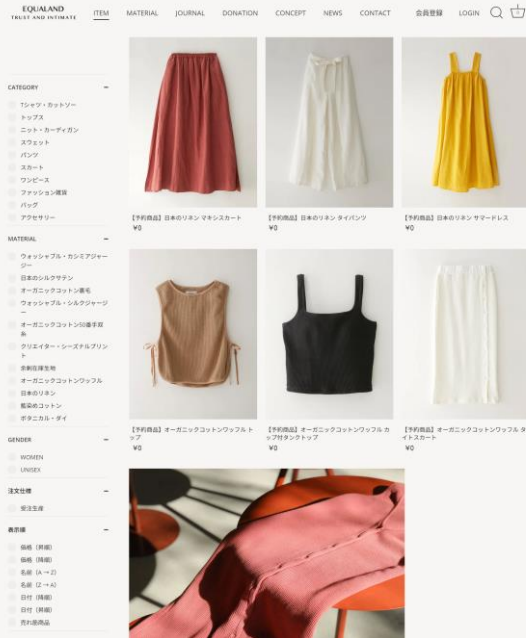 EQUALAND
TRUST AND INTIMATE
ITEM
MATERIAL
JOURNAL
DONATION
CONCEPT
NEWS
CONTACT
会員登録
LOGIN
CATEGORY
Tシャツ・カットソー
トップス
ニット・カーディガン
スウェット
パンツ
スカート
ワンピース
ファッション雑貨
バッグ
アクセサリー
MATERIAL
ウォッシャブル・カシミアジャー
ジー
日本のシルクサテン
オーガニックコットン裏毛
ウォッシャブル・シルクジャージ
ー
オーガニックコットン50番手双
糸
クリエイター・シーズナルプリン
ト
余剰在庫生地
オーガニックコットンワッフル
日本のリネン
藍染めコットン
ボタニカル・ダイ
GENDER
WOMEN
UNISEX
注文仕様
受注生産
表示順
価格（昇順）
価格（降順）
名前（A → Z）
名前（Z → A）
日付（降順）
日付（昇順）
売れ筋商品
【予約商品】日本のリネン マキシスカート
¥0
【予約商品】日本のリネン タイパンツ
¥0
【予約商品】日本のリネン サマードレス
¥0
【予約商品】オーガニックコットンワッフル ト
ップ
¥0
【予約商品】オーガニックコットンワッフル カ
ップ付タンクトップ
¥0
【予約商品】オーガニックコットンワッフル タ
イトスカート
¥0